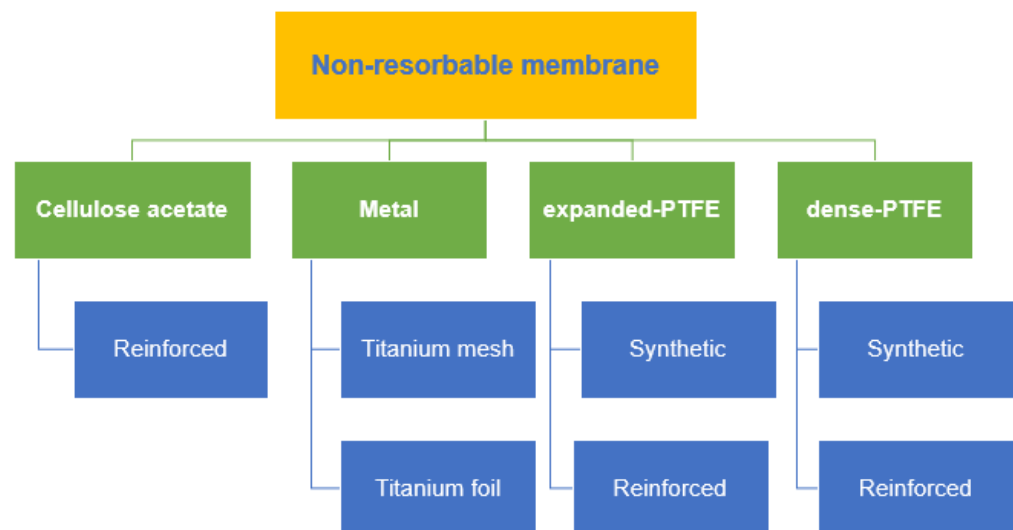 Non-resorbable membrane
Cellulose acetate
Metal
expanded-PTFE
dense-PTFE
Reinforced
Titanium mesh
Synthetic
Synthetic
Titanium foil
Reinforced
Reinforced